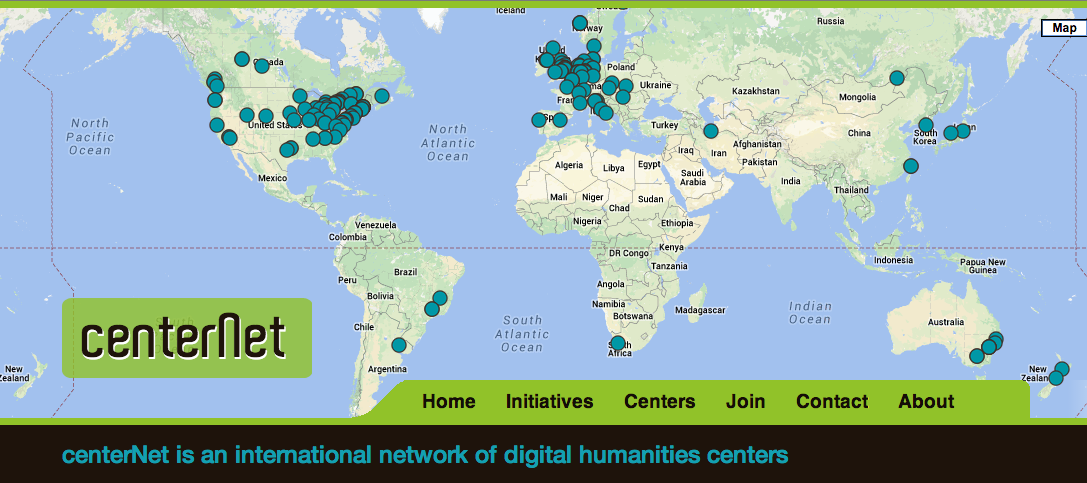 Iceland
Norway
Russia
Map
Canada
United
Poland
Ukraine
Kazakhstan
Mongolia
North
Pacific
Ocean
United States
North
Atlantic
Ocean
Turkey
China
South
Korea
Iraq
Iran
Afghanistan
Pakistan
Algeria
Libya
Egypt
Saudi
Arabia
India
Thailand
Mexico
Mali
Niger
Chad
Sudan
Nigeria
Ethiopia
Venezuela
Colombia
DR Congo
Kenya
Tanzania
Indonesia
Papua New
Guinea
Peru
Brazil
Bolivia
Angola
Namibia
Botswana
Madagascar
Chile
South
Atlantic
Ocean
Indian
Ocean
Australia
South
Africa
Argentina
New
Zealand
New
Zealand
centerNet
Home Initiatives Centers Join Contact About
centerNet is an international network of digital humanities centers